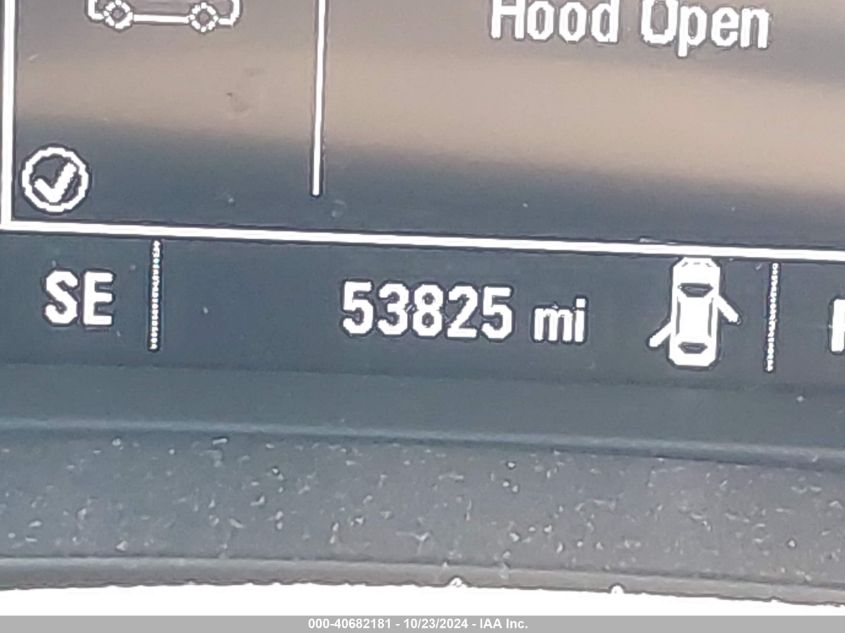 Hood Open
SE 53825 mi
000-40682181 - 10/23/2024 - IAA Inc.